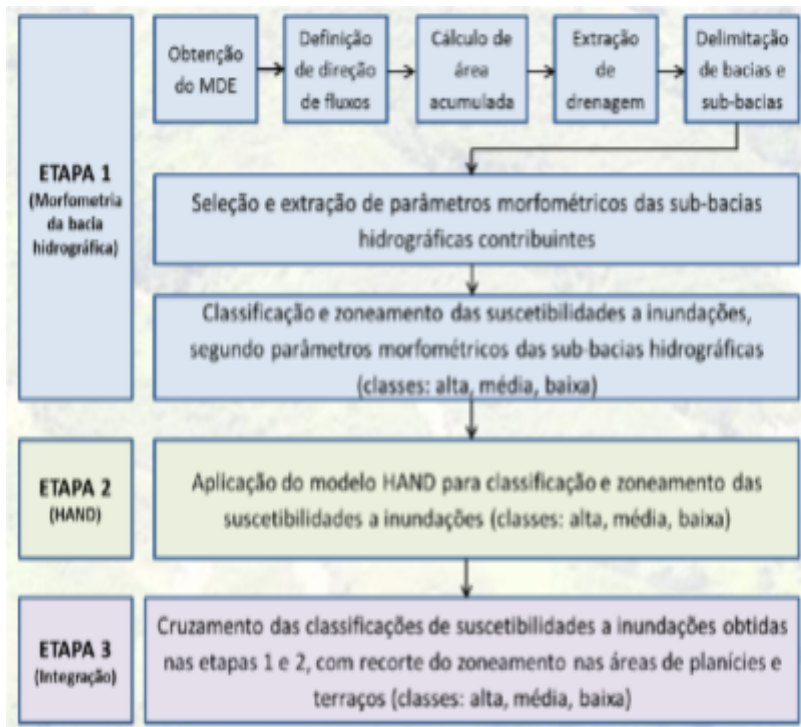 Obtenção
do MDE
Definição
de direção
de fluxos
Cálculo de
área
acumulada
Extração
de
drenagem
Delimitação
de bacias e
sub-bacias
ETAPA 1
(Morfometria
da bacia
hidrográfica)
Seleção e extração de parâmetros morfométricos das sub-bacias
hidrográficas contribuintes
Classificação e zoneamento das suscetibilidades a inundações,
segundo parâmetros morfométricos das sub-bacias hidrográficas
(classes: alta, média, baixa)
ETAPA 2
(HAND)
Aplicação do modelo HAND para classificação e zoneamento das
suscetibilidades a inundações (classes: alta, média, baixa)
ETAPA 3
(Integração)
Cruzamento das classificações de suscetibilidades a inundações obtidas
nas etapas 1 e 2, com recorte do zoneamento nas áreas de planícies e
terraços (classes: alta, média, baixa)